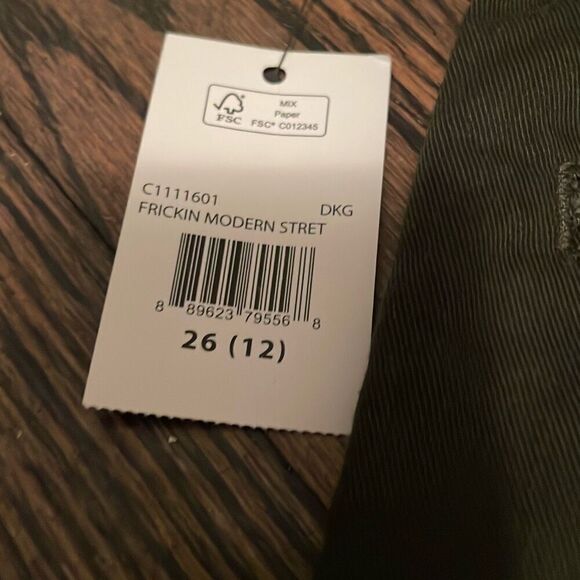 FSC
MIX
Paper
FSC® C012345
C1111601 DKG
FRICKIN MODERN STRET
8 89623 79556 8
26 (12)